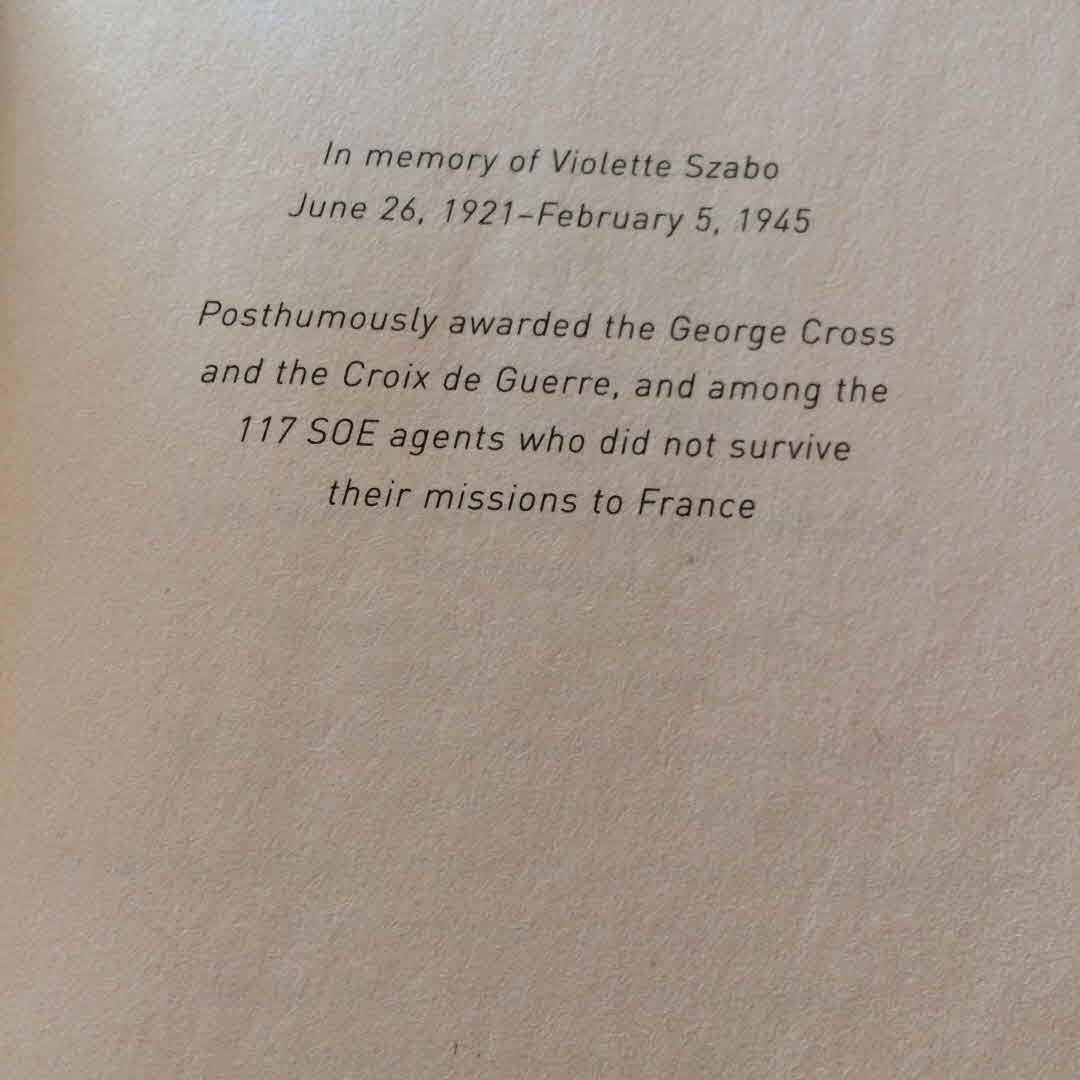 In memory of Violette Szabo
June 26, 1921–February 5, 1945
Posthumously awarded the George Cross
and the Croix de Guerre, and among the
117 SOE agents who did not survive
their missions to France